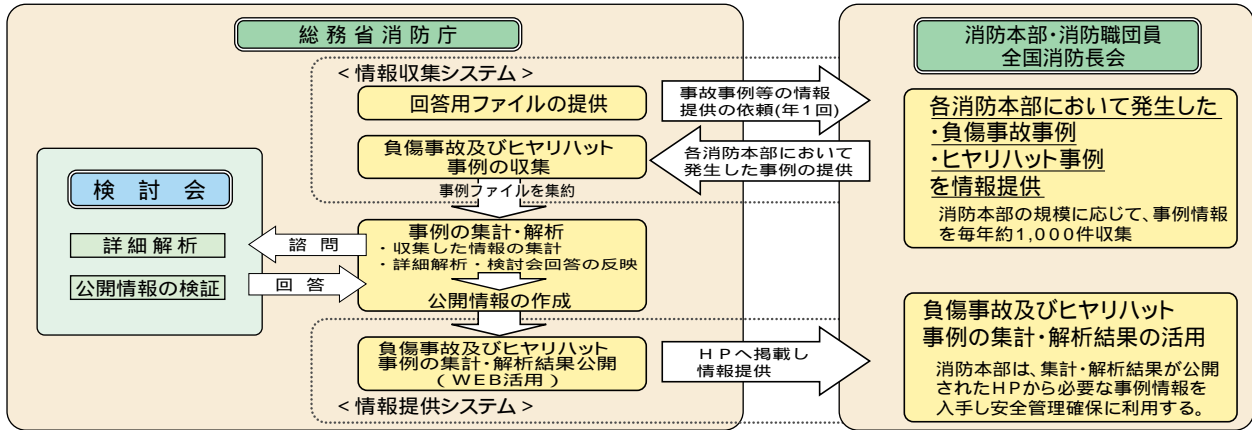 総務省消防庁
<情報収集システム>
回答用ファイルの提供
負傷事故及びヒヤリハット
事例の収集
事例ファイルを集約
事例の集計・解析
・収集した情報の集計
・詳細解析・検討会回答の反映
公開情報の作成
負傷事故及びヒヤリハット
事例の集計・解析結果公開
(WEB活用)
<情報提供システム>
検討会
詳細解析
公開情報の検証
諮問
回答
事故事例等の情報
提供の依頼(年1回)
各消防本部において
発生した事例の提供
HPへ掲載し
情報提供
消防本部・消防職団員
全国消防長会
各消防本部において発生した
・負傷事故事例
・ヒヤリハット事例
を情報提供
消防本部の規模に応じて、事例情報
を毎年約1,000件収集
負傷事故及びヒヤリハット
事例の集計・解析結果の活用
消防本部は、集計・解析結果が公開
されたHPから必要な事例情報を
入手し安全管理確保に利用する。